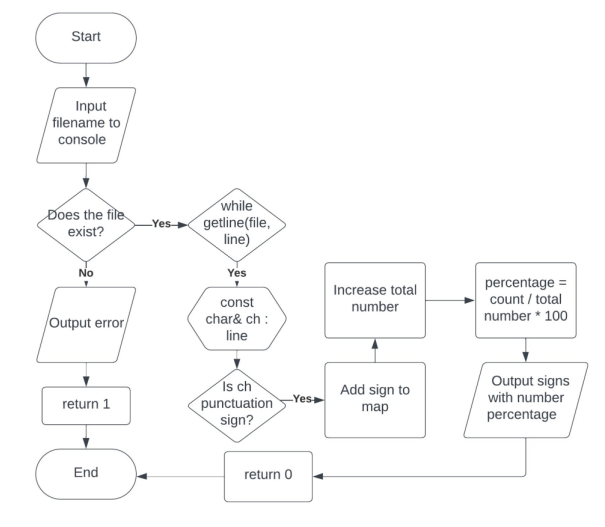 Start
Input
filename to
console
Does the file
exist?
Yes
while
getline(file,
line)
No
Yes
Output error
const
char& ch :
line
Increase total
number
percentage =
count / total
number * 100
return 1
Is ch
punctuation
sign?
Yes
Add sign to
map
Output signs
with number
percentage
End
return 0